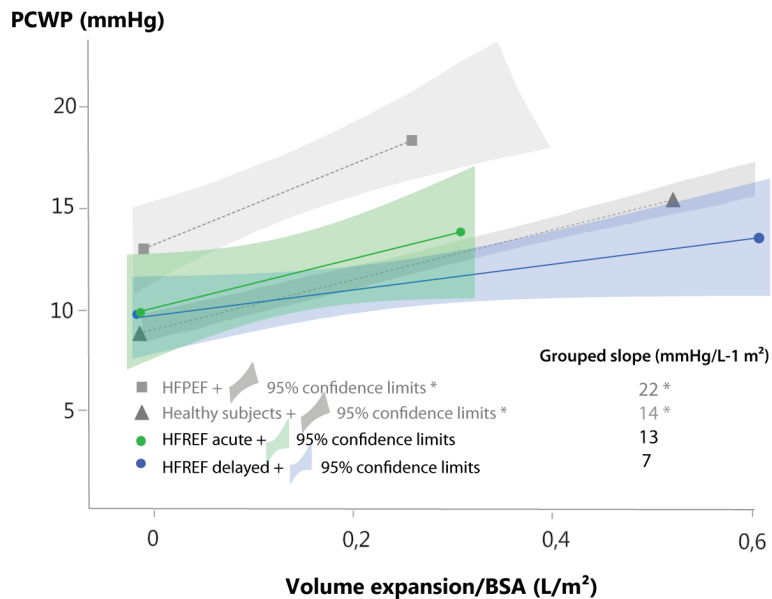 PCWP (mmHg)
20
15
10
5
Grouped slope (mmHg/L-1 m²)
HFPEF + 95% confidence limits * 22 *
Healthy subjects + 95% confidence limits * 14 *
HFREF acute + 95% confidence limits 13
HFREF delayed + 95% confidence limits 7
0 0,2 0,4 0,6
Volume expansion/BSA (L/m²)